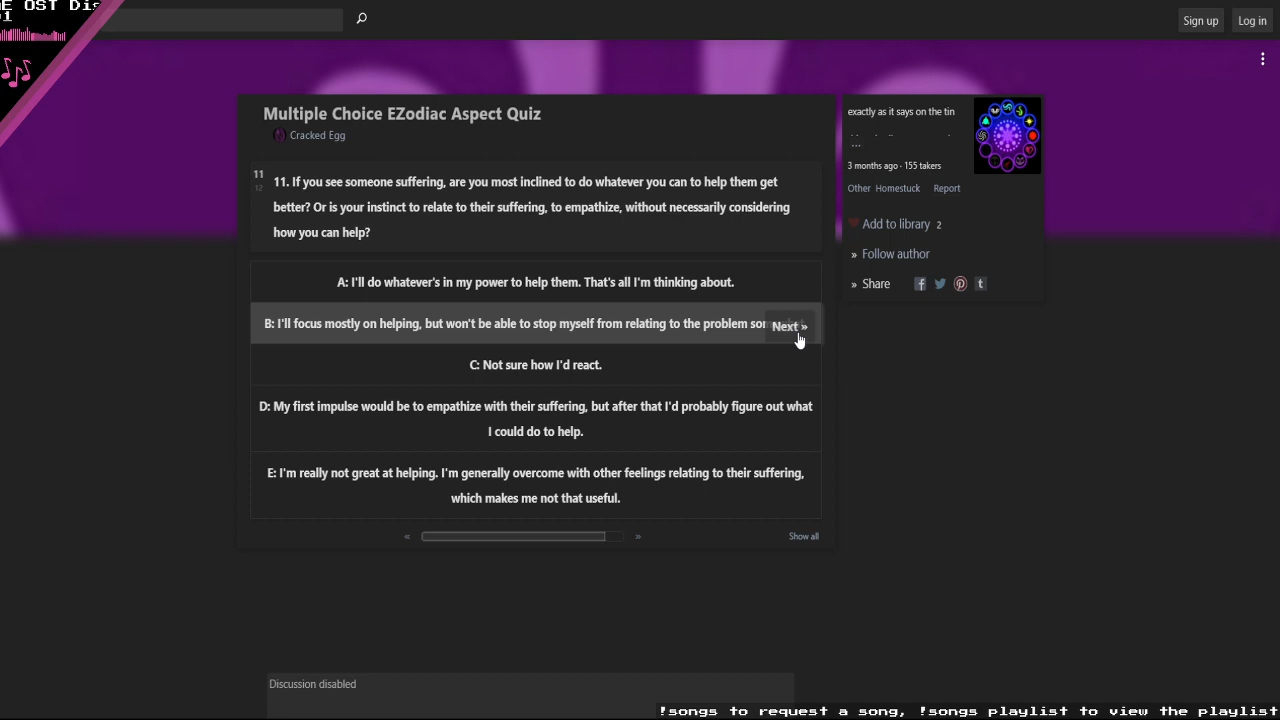 E OST Dis
1
Sign up
Log in
Multiple Choice EZodiac Aspect Quiz
Cracked Egg
11
12
11. If you see someone suffering, are you most inclined to do whatever you can to help them get
better? Or is your instinct to relate to their suffering, to empathize, without necessarily considering
how you can help?
A: I'll do whatever's in my power to help them. That's all I'm thinking about.
B: I'll focus mostly on helping, but won't be able to stop myself from relating to the problem
Next »
C: Not sure how I'd react.
D: My first impulse would be to empathize with their suffering, but after that I'd probably figure out what
I could do to help.
E: I'm really not great at helping. I'm generally overcome with other feelings relating to their suffering,
which makes me not that useful.
« »
Show all
exactly as it says on the tin
...
3 months ago · 155 takers
Other Homestuck Report
Add to library 2
» Follow author
» Share f t
Discussion disabled
!songs to request a song, !songs playlist to view the playlist